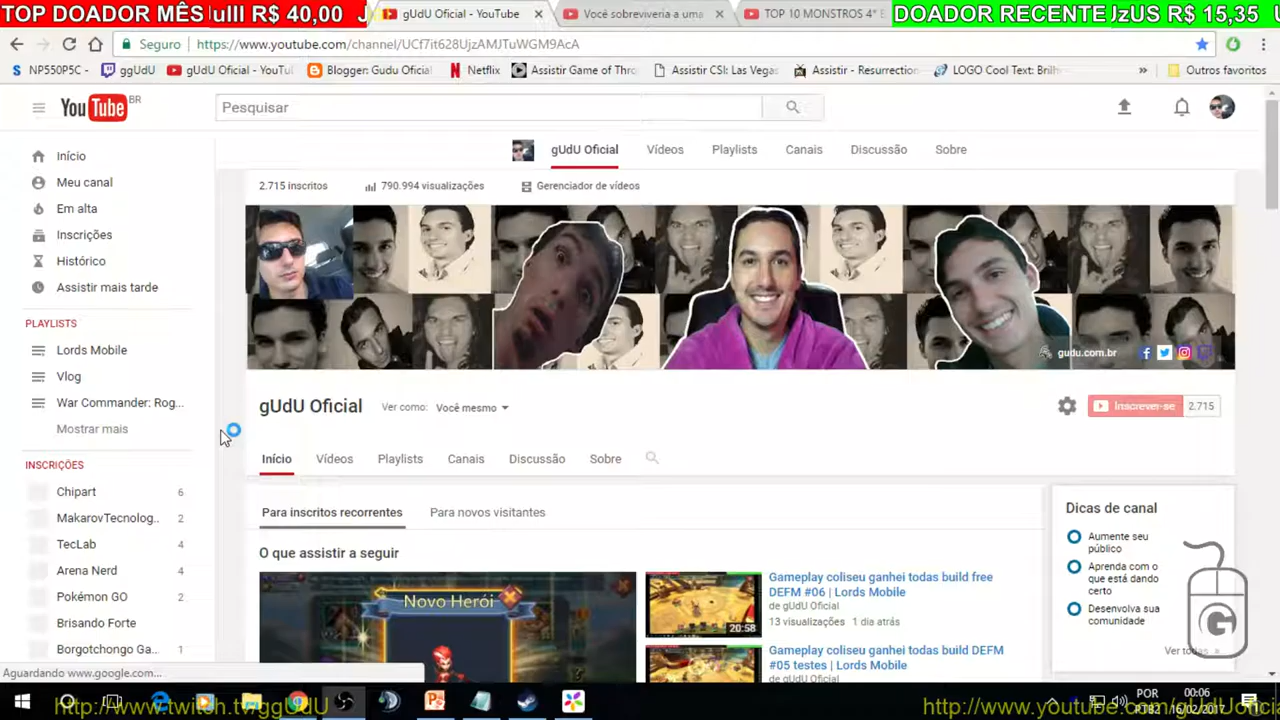 TOP DOADOR MÊS
R$ 40,00
DOADOR RECENTE
JzUS R$ 15,35
gUdU Oficial - YouTube
Você sobreviveria a uma
TOP 10 MONSTROS 4*
Seguro
https://www.youtube.com/channel/UCf7it628UjzAMJTuWGM9AcA
NP550P5C
ggUdU
gUdU Oficial - YouTu
Blogger: Gudu Oficial
Netflix
Assistir Game of Thro
Assistir CSI: Las Vegas
Assistir - Resurrection
LOGO Cool Text: Brilh
»
Outros favoritos
YouTube BR
Pesquisar
gUdU Oficial
Vídeos
Playlists
Canais
Discussão
Sobre
Início
Meu canal
Em alta
Inscrições
Histórico
Assistir mais tarde
PLAYLISTS
Lords Mobile
Vlog
War Commander: Rog...
Mostrar mais
INSCRIÇÕES
Chipart 6
MakarovTecnolog.. 2
TecLab 4
Arena Nerd 4
Pokémon GO 2
Brisando Forte
Borgotchongo Ga... 1
2.715 inscritos
790.994 visualizações
Gerenciador de vídeos
gudu.com.br
gUdU Oficial
Ver como: Você mesmo
Inscrever-se 2.715
Início
Vídeos
Playlists
Canais
Discussão
Sobre
Para inscritos recorrentes
Para novos visitantes
O que assistir a seguir
Novo Herói
20:58
Gameplay coliseu ganhei todas build free
DEFM #06 | Lords Mobile
de gUdU Oficial
13 visualizações 1 dia atrás
Gameplay coliseu ganhei todas build DEFM
#05 testes | Lords Mobile
de gUdU Oficial
Dicas de canal
Aumente seu
público
Aprenda com o
que está dando
certo
Desenvolva sua
comunidade
Ver todas »
G
Aguardando www.google.com...
POR
PTB2
00:06
16/02/2017
http://www.twitch.tv/ggUdU